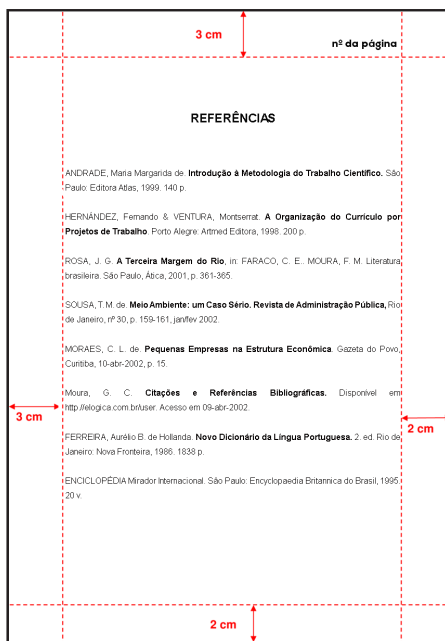 3 cm
nº da página
REFERÊNCIAS
ANDRADE, Maria Margarida de. Introdução à Metodologia do Trabalho Científico. São
Paulo: Editora Atlas, 1999. 140 p.
HERNÁNDEZ, Fernando & VENTURA, Montserrat. A Organização do Currículo por
Projetos de Trabalho. Porto Alegre: Artmed Editora, 1998. 200 p.
ROSA, J. G. A Terceira Margem do Rio, in: FARACO, C. E.. MOURA, F. M. Literatura
brasileira. São Paulo, Ática, 2001, p. 361-365.
SOUSA, T. M. de. Meio Ambiente: um Caso Sério. Revista de Administração Pública, Rio
de Janeiro, nº 30, p. 159-161, jan/fev 2002.
MORAES, C. L. de. Pequenas Empresas na Estrutura Econômica. Gazeta do Povo,
Curitiba, 10-abr-2002, p. 15.
Moura, G. C. Citações e Referências Bibliográficas. Disponível em
http://elogica.com.br/user. Acesso em 09-abr-2002.
3 cm
2 cm
FERREIRA, Aurélio B. de Hollanda. Novo Dicionário da Língua Portuguesa. 2. ed. Rio de
Janeiro: Nova Fronteira, 1986. 1838 p.
ENCICLOPÉDIA Mirador Internacional. São Paulo: Encyclopaedia Britannica do Brasil, 1995.
20 v.
2 cm